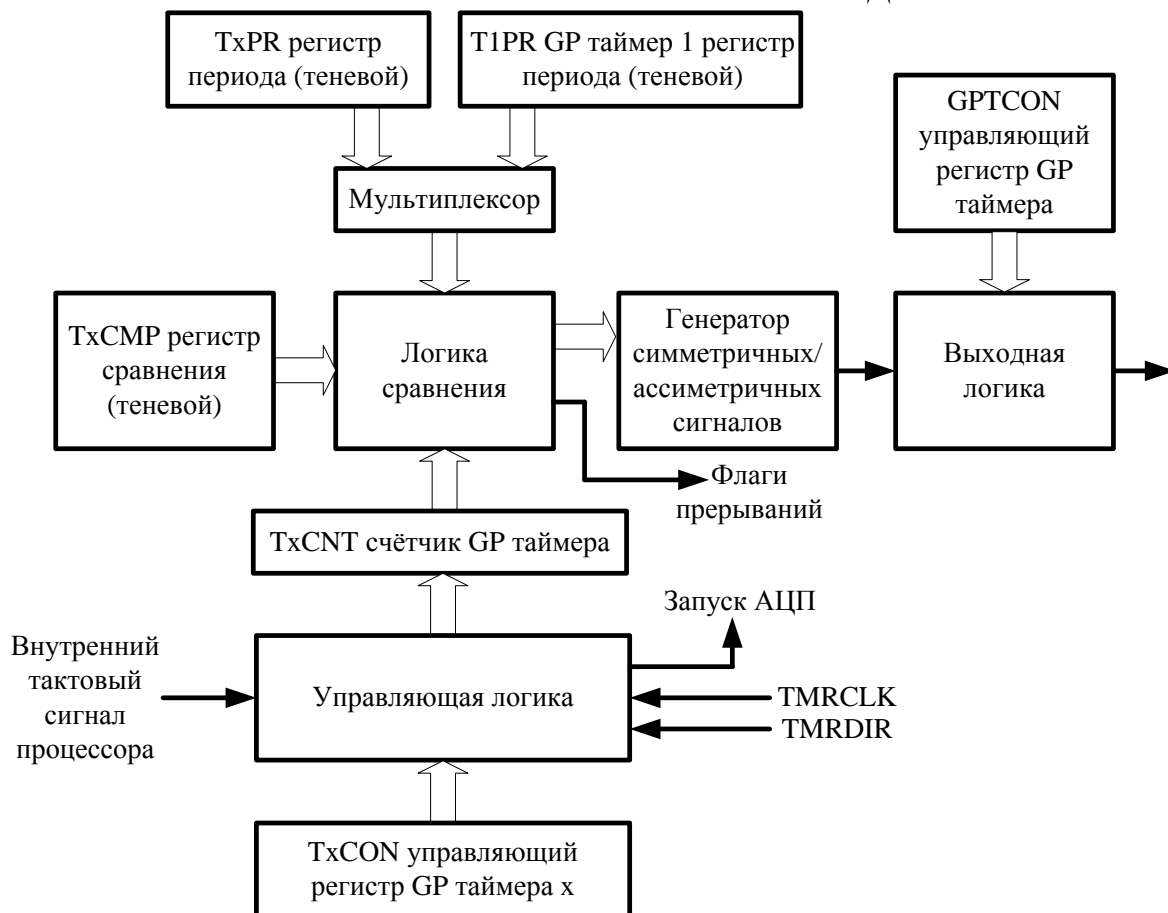 TxPR регистр
периода (теневой)
T1PR GP таймер 1 регистр
периода (теневой)
GPTCON
управляющий
регистр GP
таймера
Мультиплексор
TxCMP регистр
сравнения
(теневой)
Логика
сравнения
Генератор
симметричных/
ассиметричных
сигналов
Выходная
логика
Флаги
прерываний
TxCNT счётчик GP таймера
Запуск АЦП
Внутренний
тактовый
сигнал
процессора
Управляющая логика
TMRCLK
TMRDIR
TxCON управляющий
регистр GP таймера x